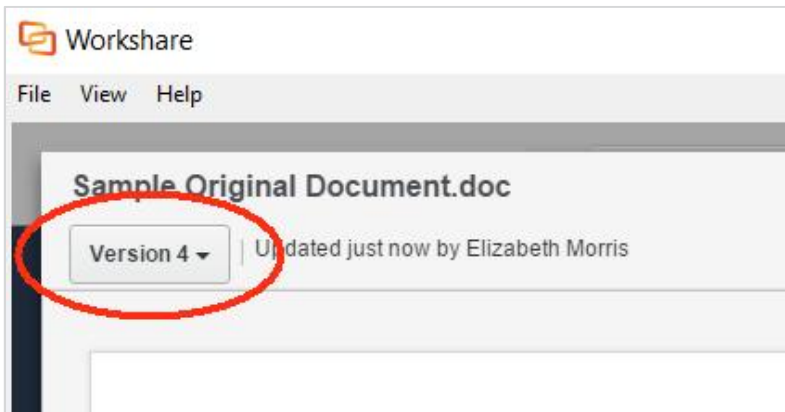 Workshare
File View Help
Sample Original Document.doc
Version 4 | Updated just now by Elizabeth Morris